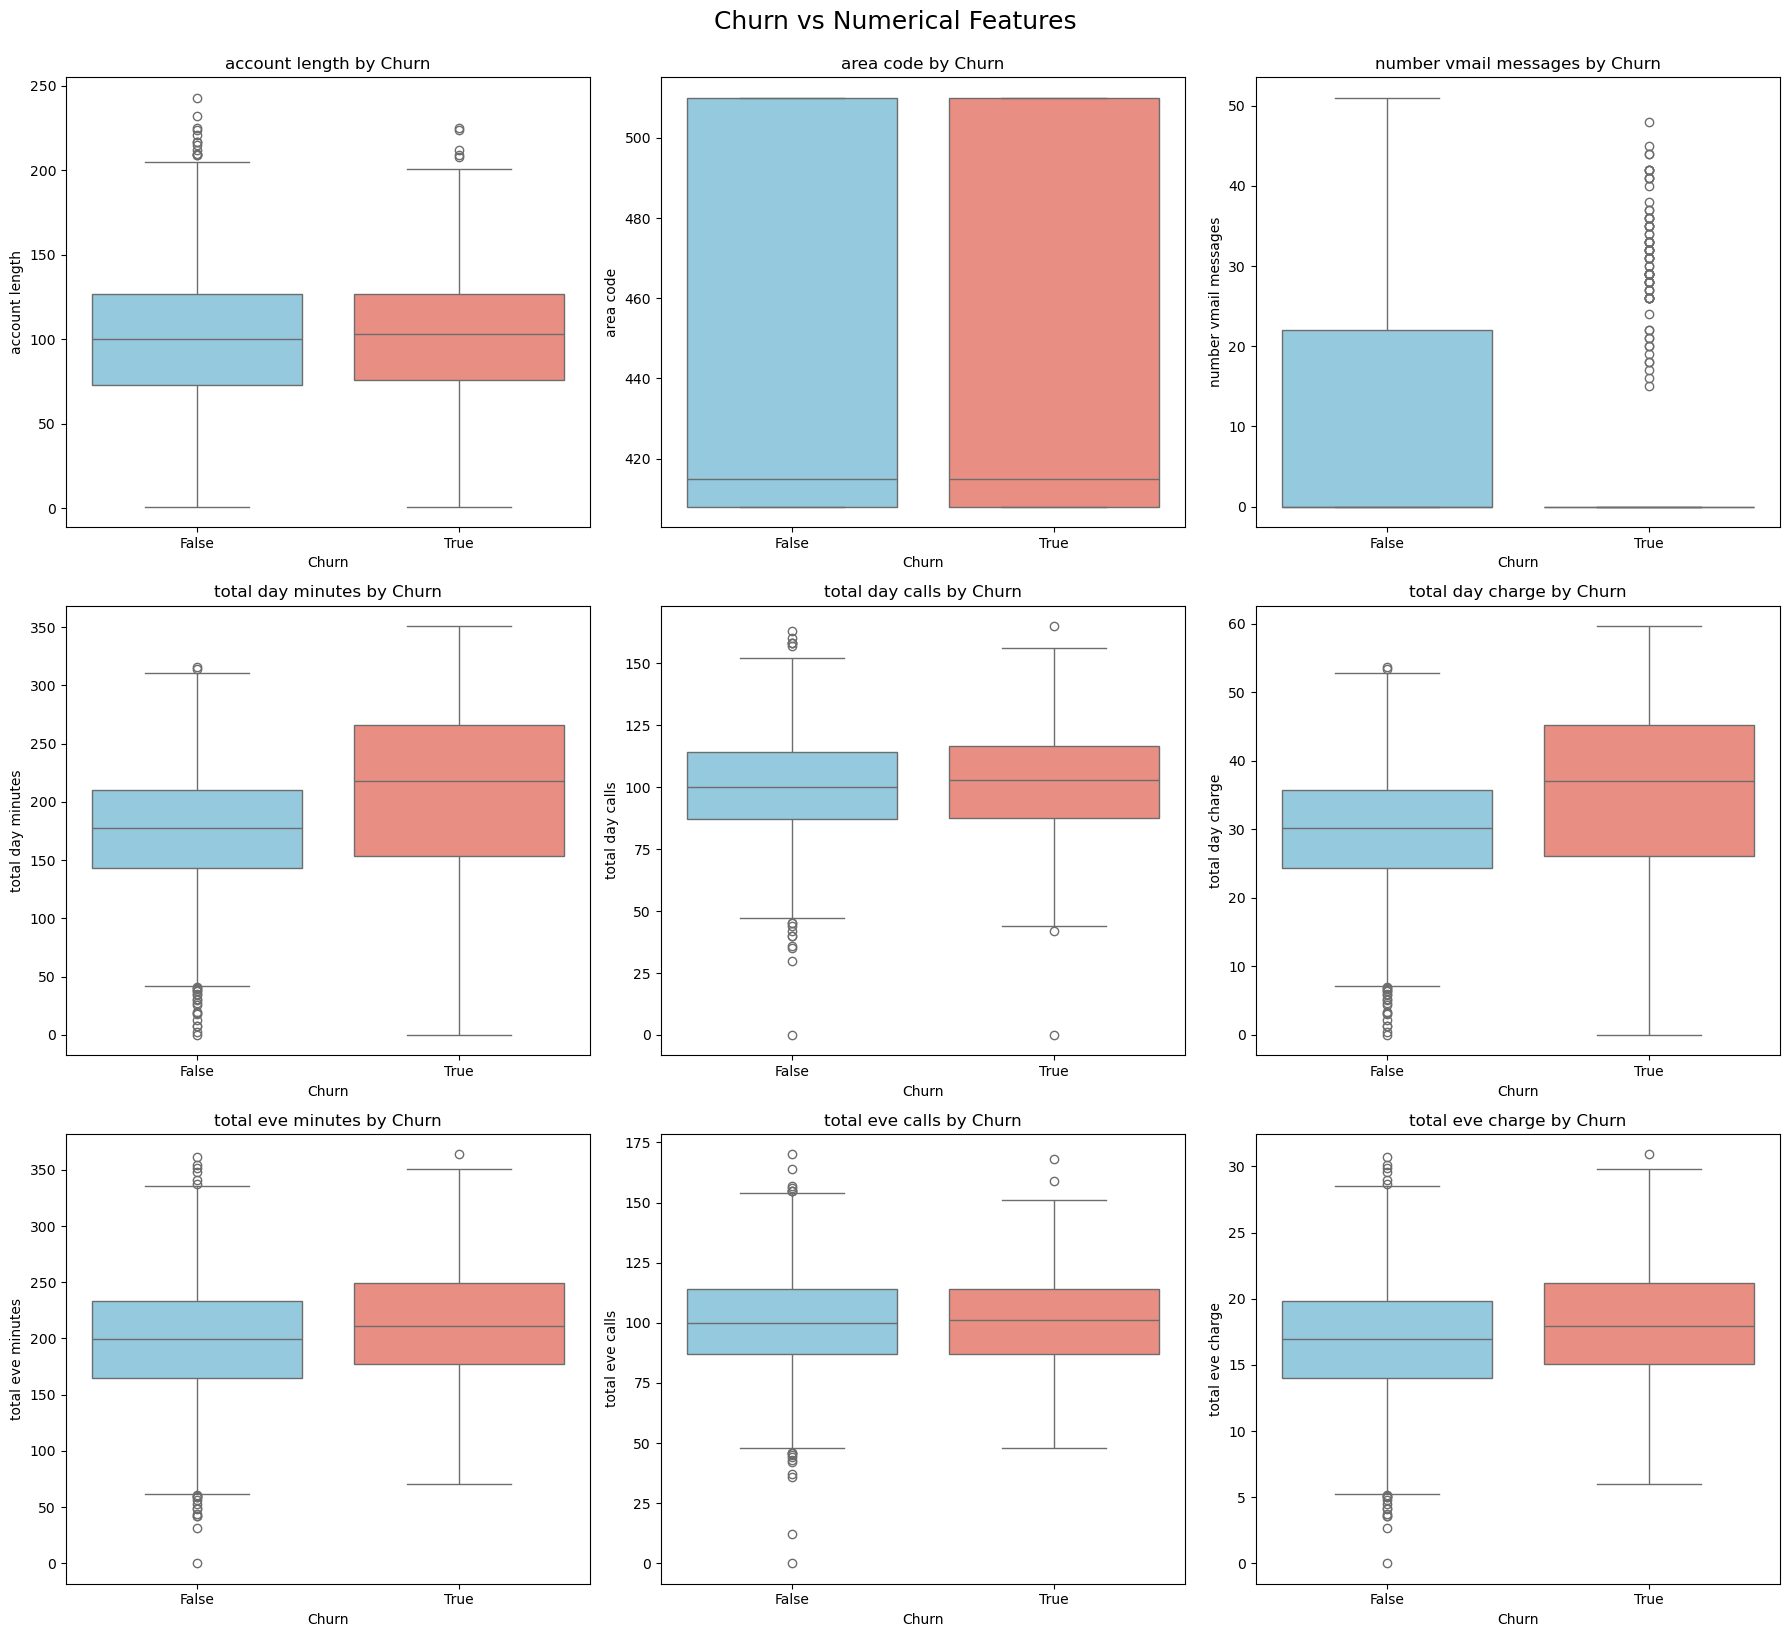 Churn vs Numerical Features
account length by Churn
250
200
150
100
50
0
account length
False
True
Churn
area code by Churn
500
480
460
440
420
area code
False
True
Churn
number vmail messages by Churn
50
40
30
20
10
0
number vmail messages
False
True
Churn
total day minutes by Churn
350
300
250
200
150
100
50
0
total day minutes
False
True
Churn
total day calls by Churn
150
125
100
75
50
25
0
total day calls
False
True
Churn
total day charge by Churn
60
50
40
30
20
10
0
total day charge
False
True
Churn
total eve minutes by Churn
350
300
250
200
150
100
50
0
total eve minutes
False
True
Churn
total eve calls by Churn
175
150
125
100
75
50
25
0
total eve calls
False
True
Churn
total eve charge by Churn
30
25
20
15
10
5
0
total eve charge
False
True
Churn